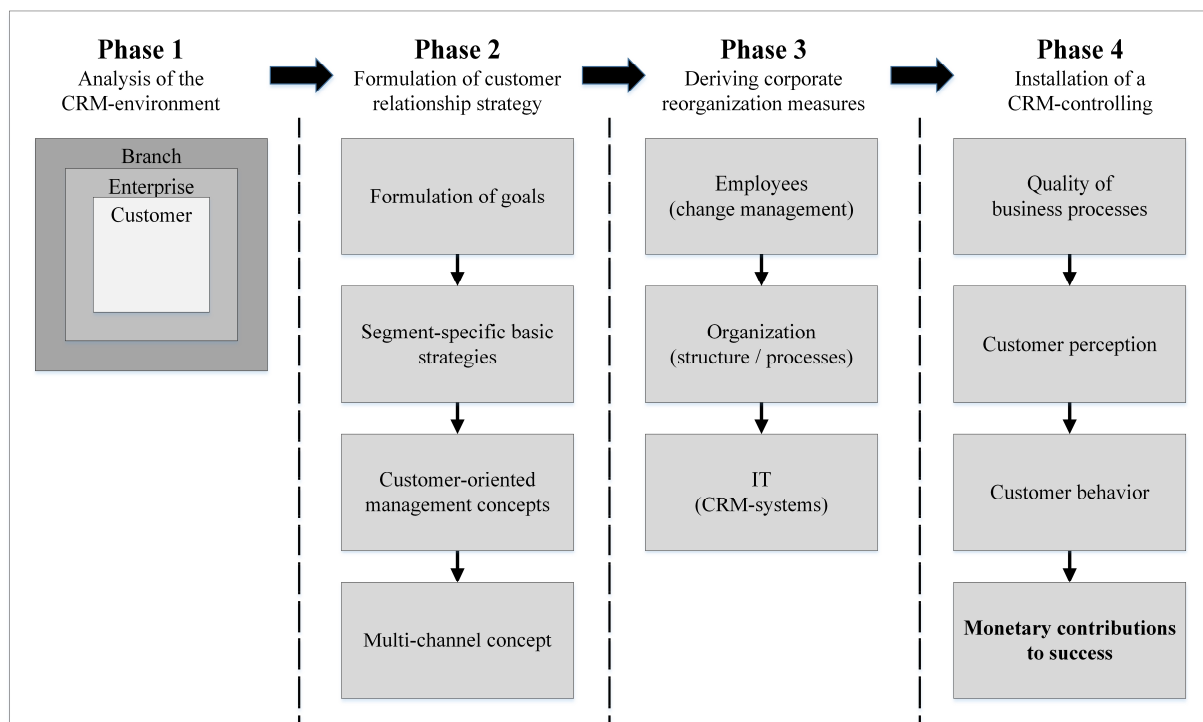 Phase 1
Analysis of the
CRM-environment
Branch
Enterprise
Customer
Phase 2
Formulation of customer
relationship strategy
Formulation of goals
Segment-specific basic
strategies
Customer-oriented
management concepts
Multi-channel concept
Phase 3
Deriving corporate
reorganization measures
Employees
(change management)
Organization
(structure / processes)
IT
(CRM-systems)
Phase 4
Installation of a
CRM-controlling
Quality of
business processes
Customer perception
Customer behavior
Monetary contributions
to success